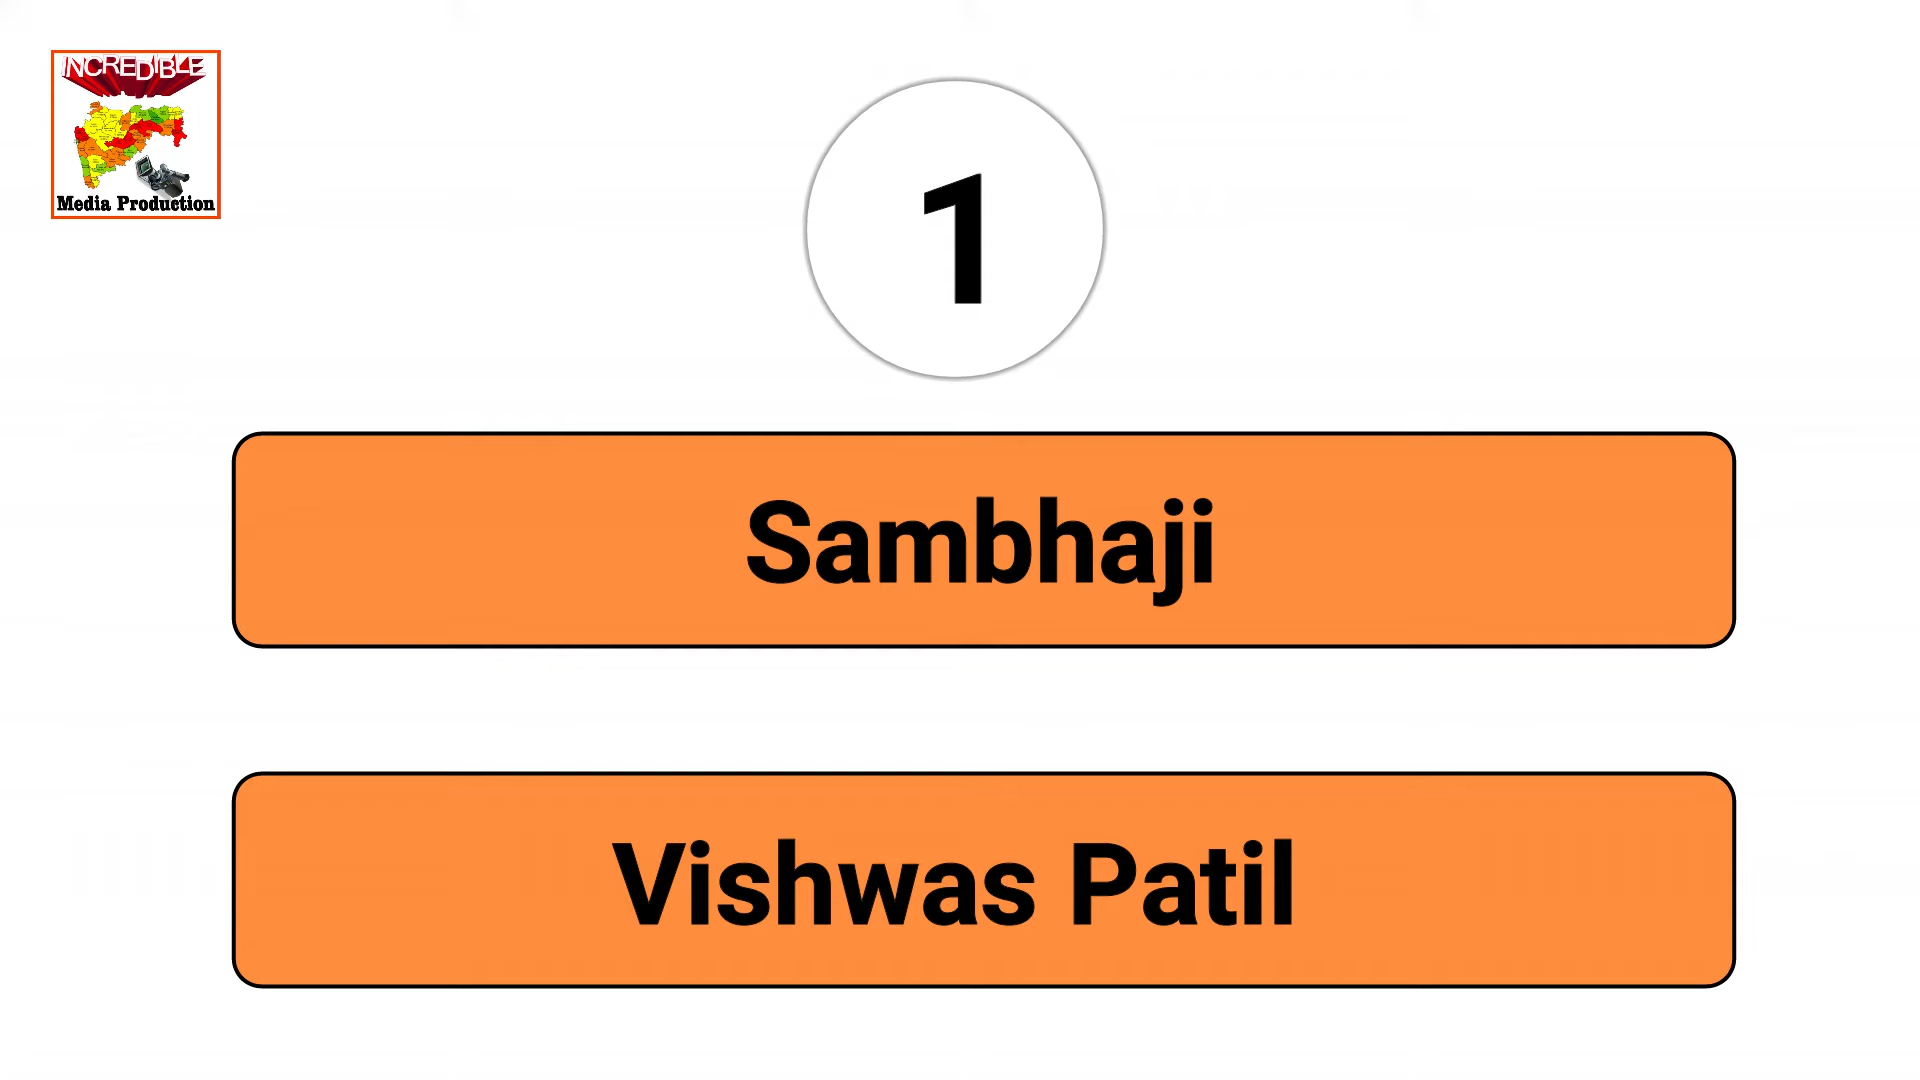 INCREDIBLE
Media Production
1
Sambhaji
Vishwas Patil